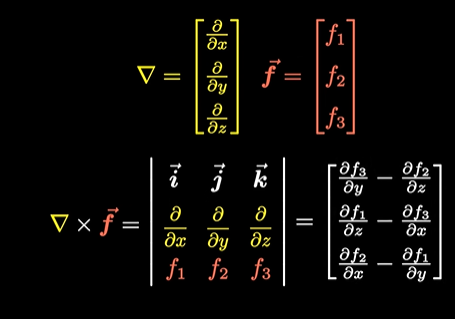 ∇ = [∂/∂x ∂/∂y ∂/∂z] f⃗ = [f₁ f₂ f₃]
∇ × f⃗ = | i⃗ j⃗ k⃗ ; ∂/∂x ∂/∂y ∂/∂z ; f₁ f₂ f₃ | = [∂f₃/∂y − ∂f₂/∂z ; ∂f₁/∂z − ∂f₃/∂x ; ∂f₂/∂x − ∂f₁/∂y]